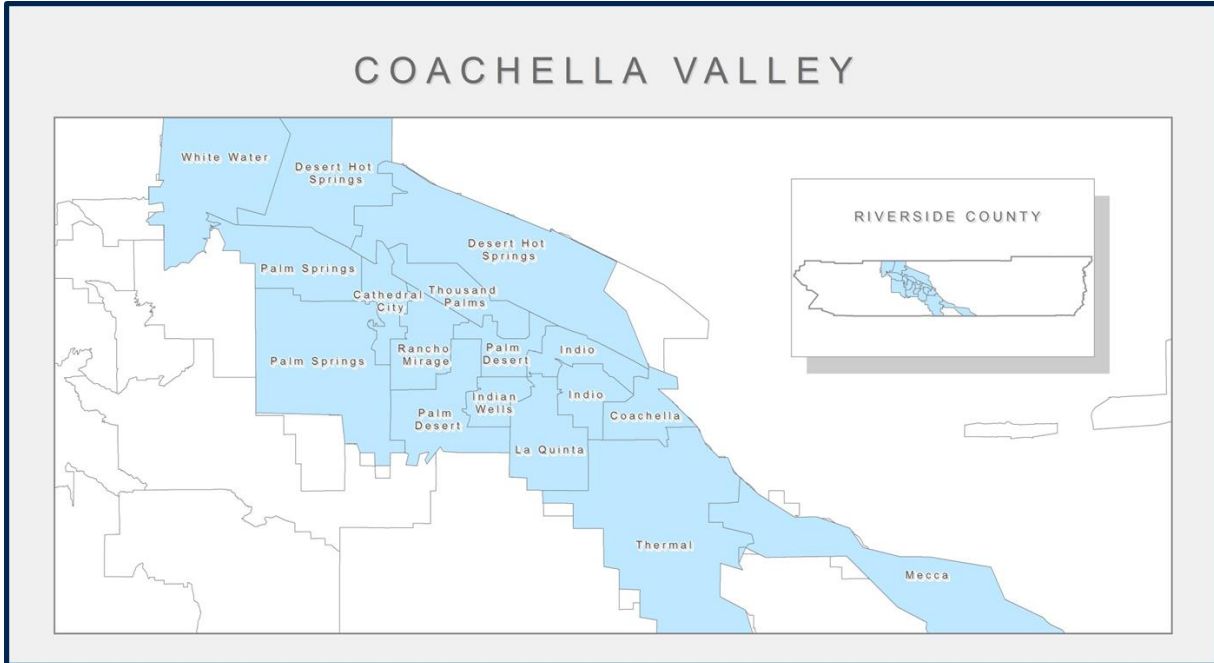 COACHELLA VALLEY
White Water
Desert Hot
Springs
RIVERSIDE COUNTY
Desert Hot
Springs
Palm Springs
Cathedral
City
Thousand
Palms
Palm Springs
Rancho
Mirage
Palm
Desert
Indio
Indian
Wells
Indio
Palm
Desert
Coachella
La Quinta
Thermal
Mecca